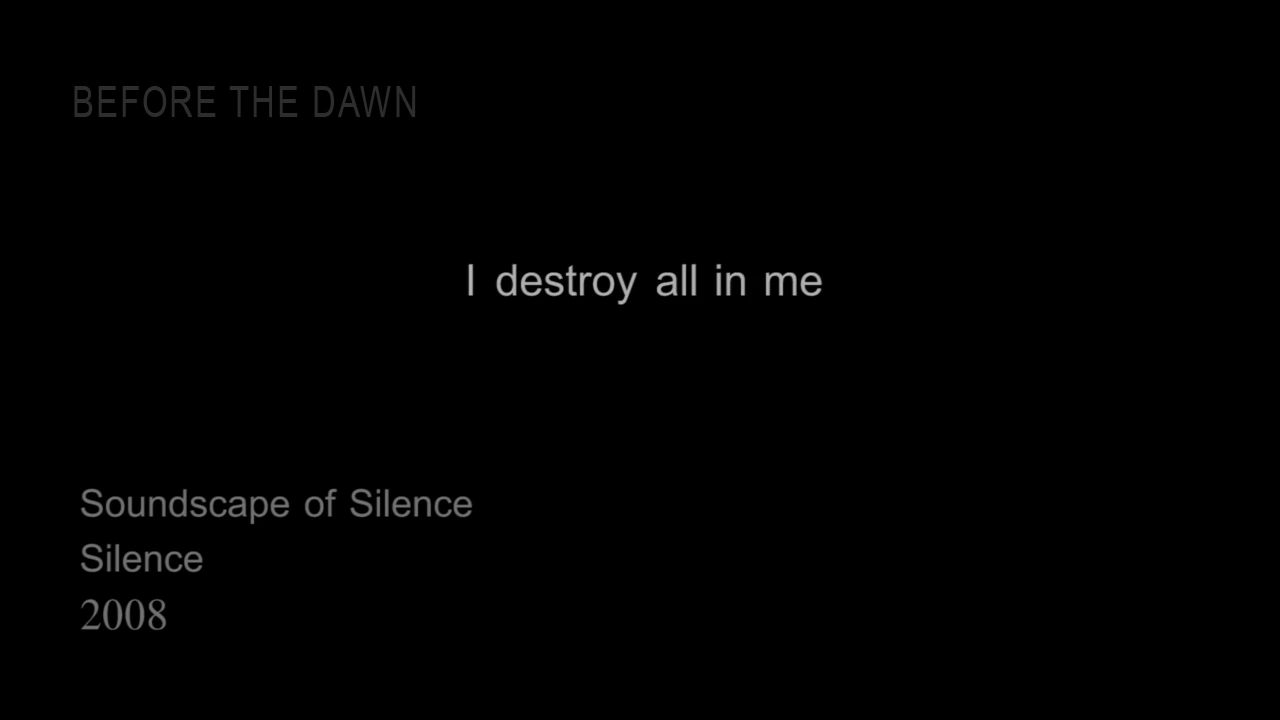 BEFORE THE DAWN
I destroy all in me
Soundscape of Silence
Silence
2008